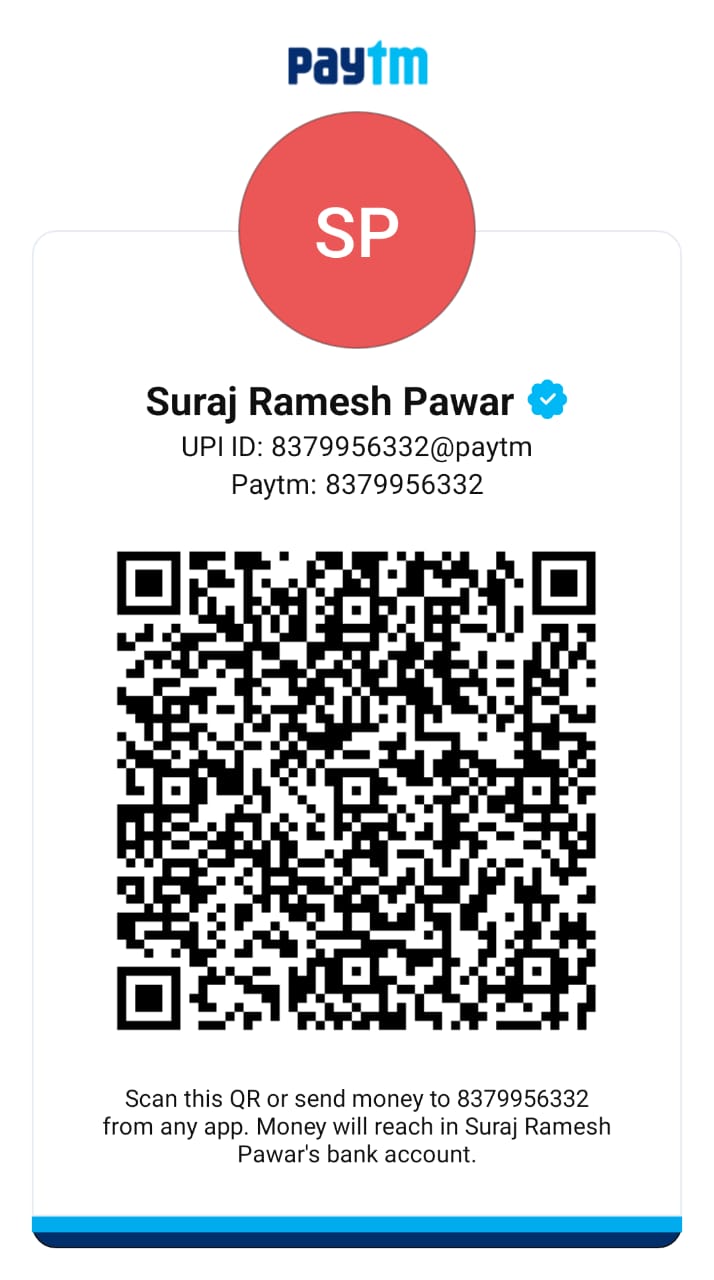 paytm
SP
Suraj Ramesh Pawar
UPI ID: 8379956332@paytm
Paytm: 8379956332
Scan this QR or send money to 8379956332
from any app. Money will reach in Suraj Ramesh
Pawar's bank account.